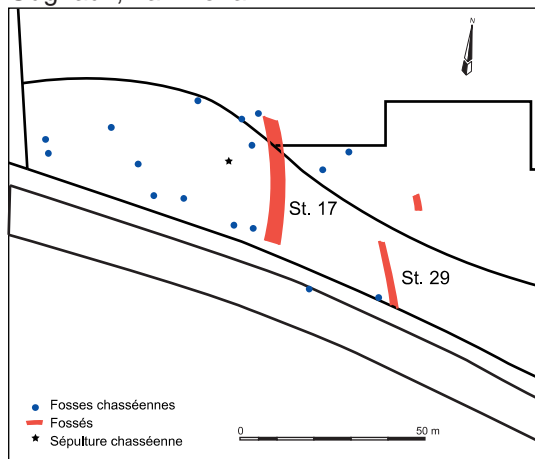 N
St. 17
St. 29
Fosses chasséennes
Fossés
Sépulture chasséenne
0 50 m